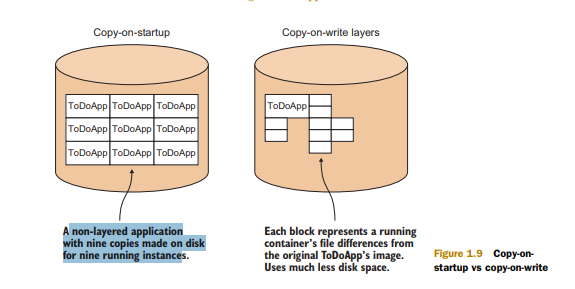 Copy-on-startup
Copy-on-write layers
ToDoApp ToDoApp ToDoApp
ToDoApp ToDoApp ToDoApp
ToDoApp ToDoApp ToDoApp
ToDoApp
A non-layered application
with nine copies made on disk
for nine running instances.
Each block represents a running
container's file differences from
the original ToDoApp's image.
Uses much less disk space.
Figure 1.9 Copy-on-
startup vs copy-on-write